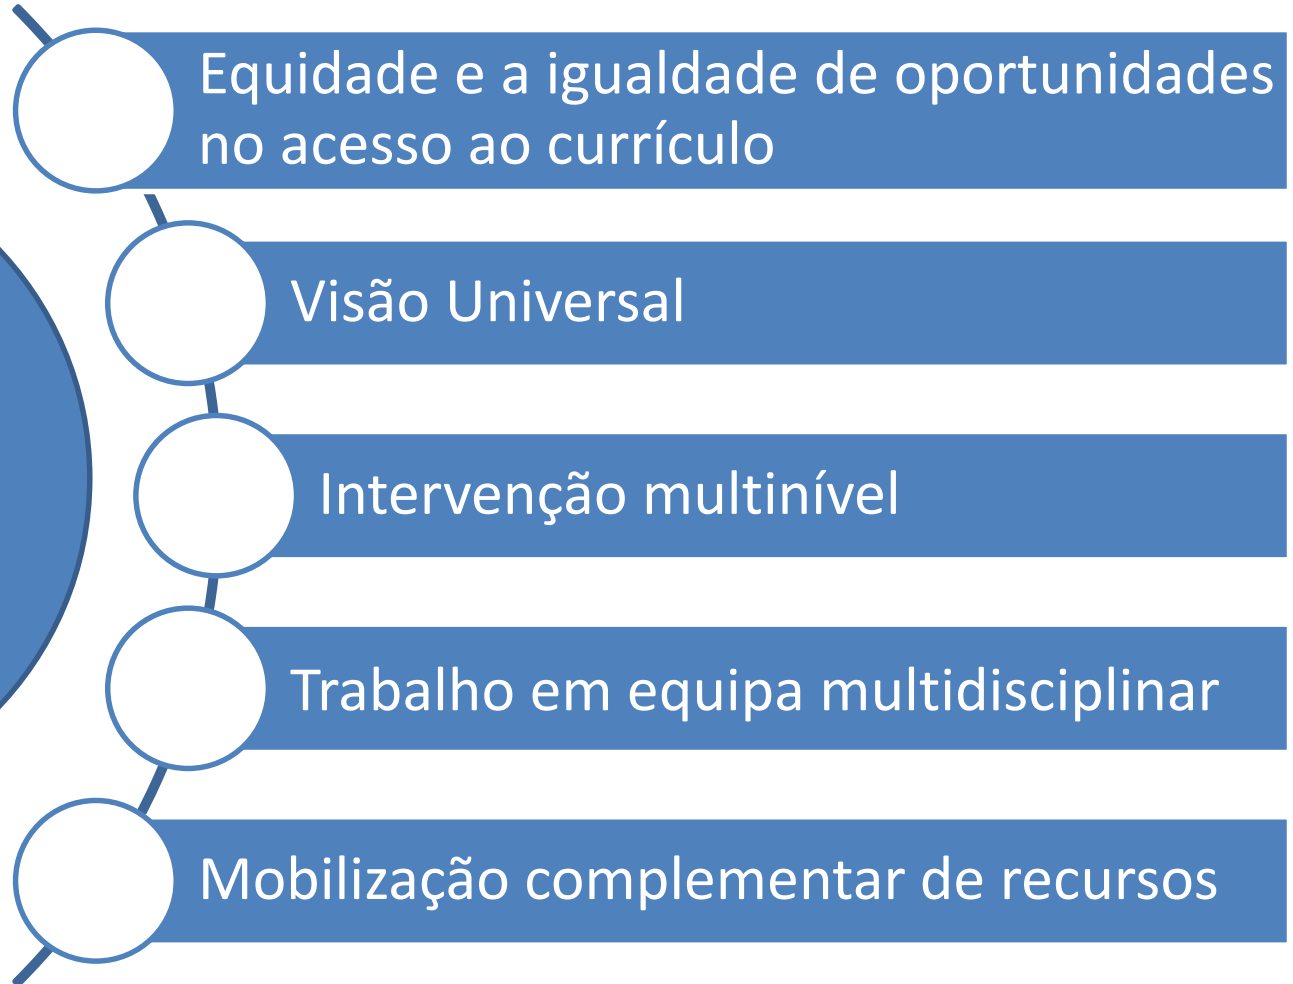 Equidade e a igualdade de oportunidades
no acesso ao currículo
Visão Universal
Intervenção multinível
Trabalho em equipa multidisciplinar
Mobilização complementar de recursos